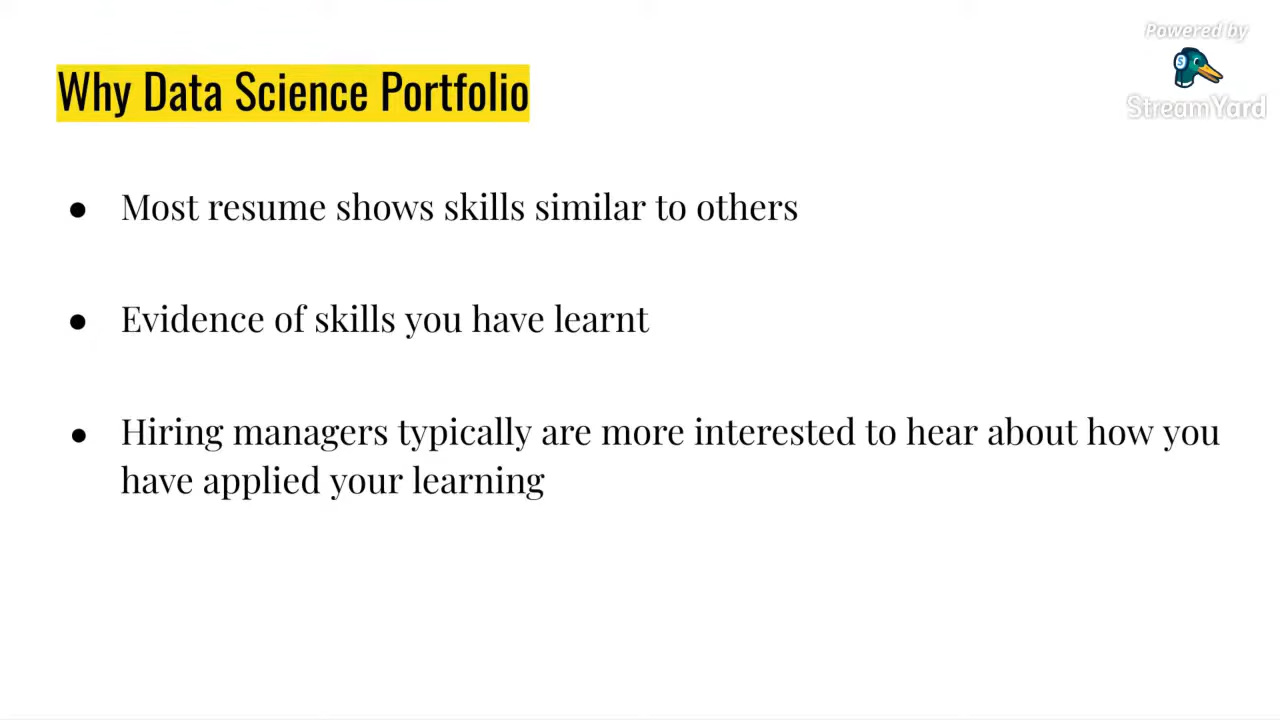 Powered by
StreamYard
Why Data Science Portfolio
● Most resume shows skills similar to others
● Evidence of skills you have learnt
● Hiring managers typically are more interested to hear about how you
have applied your learning